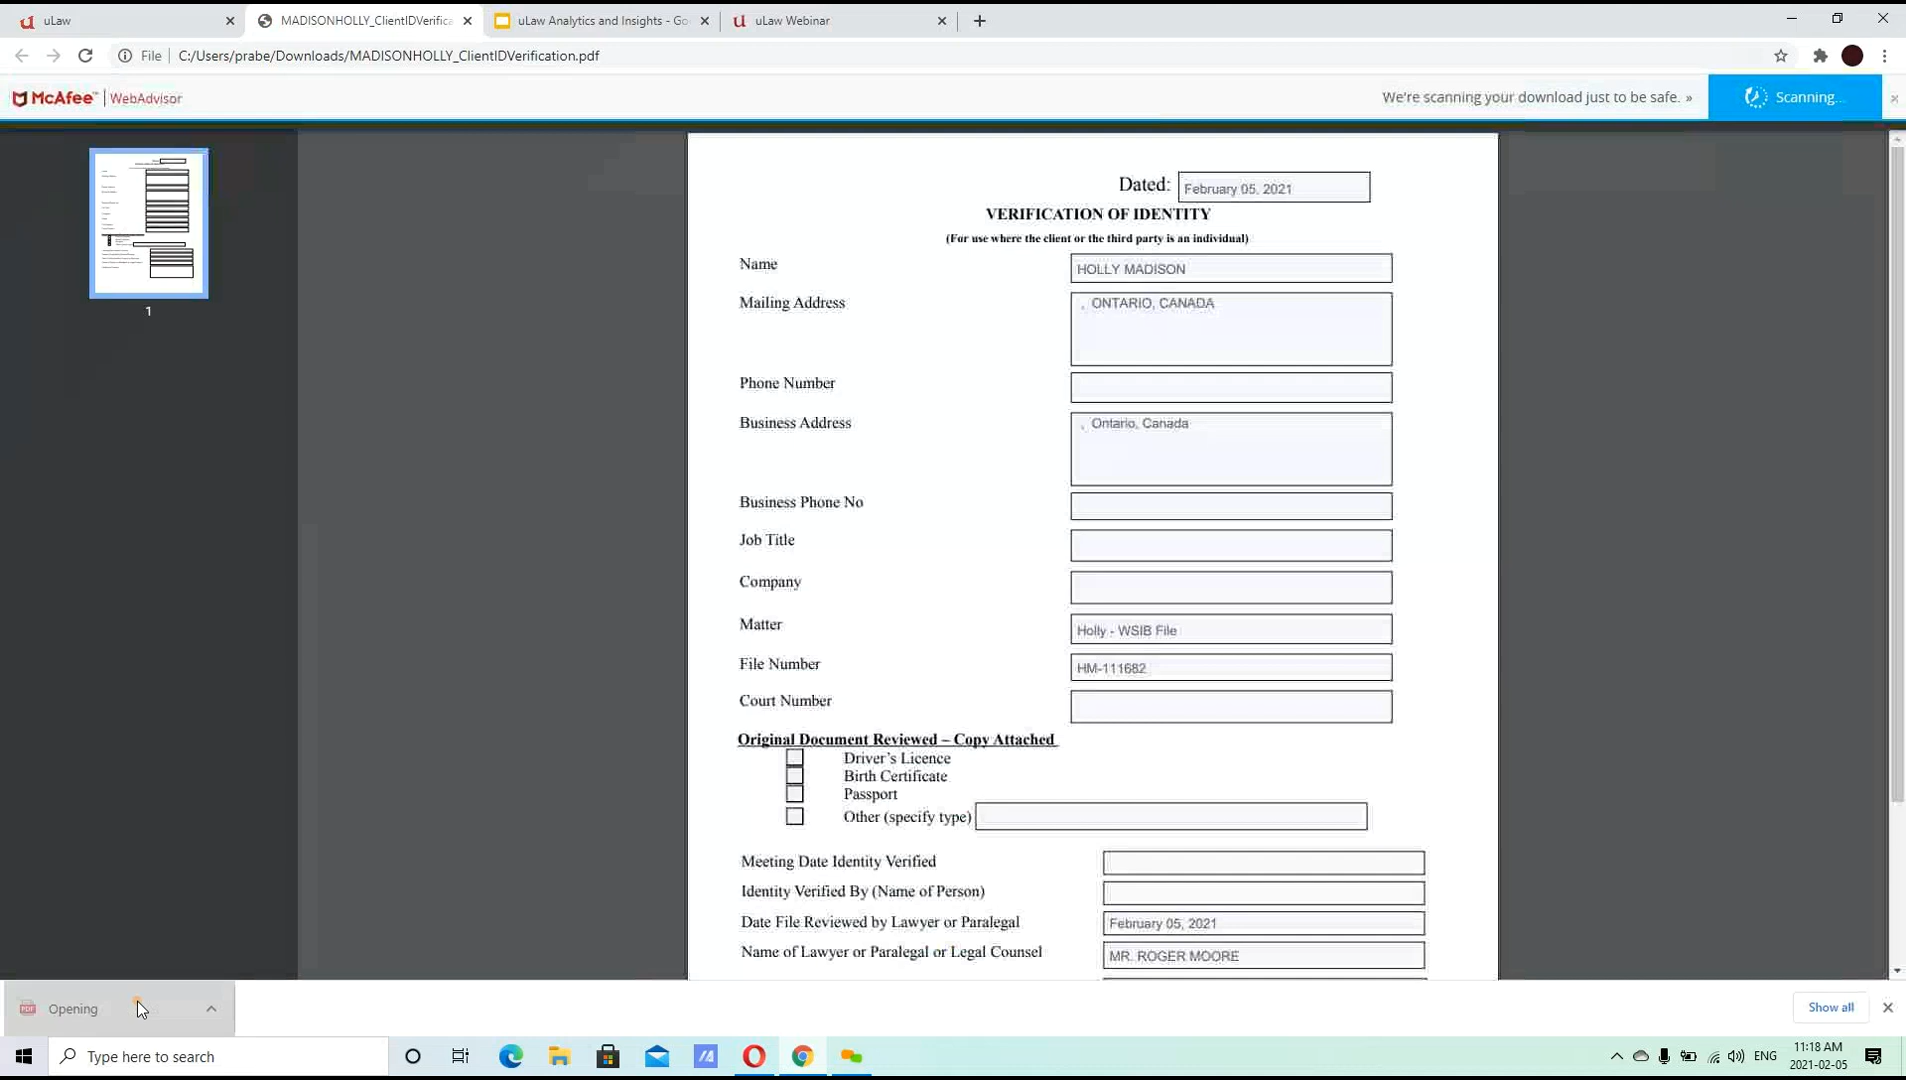 uLaw
MADISONHOLLY_ClientIDVerifica
uLaw Analytics and Insights - Go
uLaw Webinar
File
C:/Users/prabe/Downloads/MADISONHOLLY_ClientIDVerification.pdf
McAfee™ | WebAdvisor
We're scanning your download just to be safe. »
Scanning...
1
Dated: February 05, 2021
VERIFICATION OF IDENTITY
(For use where the client or the third party is an individual)
Name HOLLY MADISON
Mailing Address , ONTARIO, CANADA
Phone Number
Business Address , Ontario, Canada
Business Phone No
Job Title
Company
Matter Holly - WSIB File
File Number HM-111682
Court Number
Original Document Reviewed – Copy Attached
Driver's Licence
Birth Certificate
Passport
Other (specify type)
Meeting Date Identity Verified
Identity Verified By (Name of Person)
Date File Reviewed by Lawyer or Paralegal February 05, 2021
Name of Lawyer or Paralegal or Legal Counsel MR. ROGER MOORE
Opening
Show all
Type here to search
ENG
11:18 AM
2021-02-05